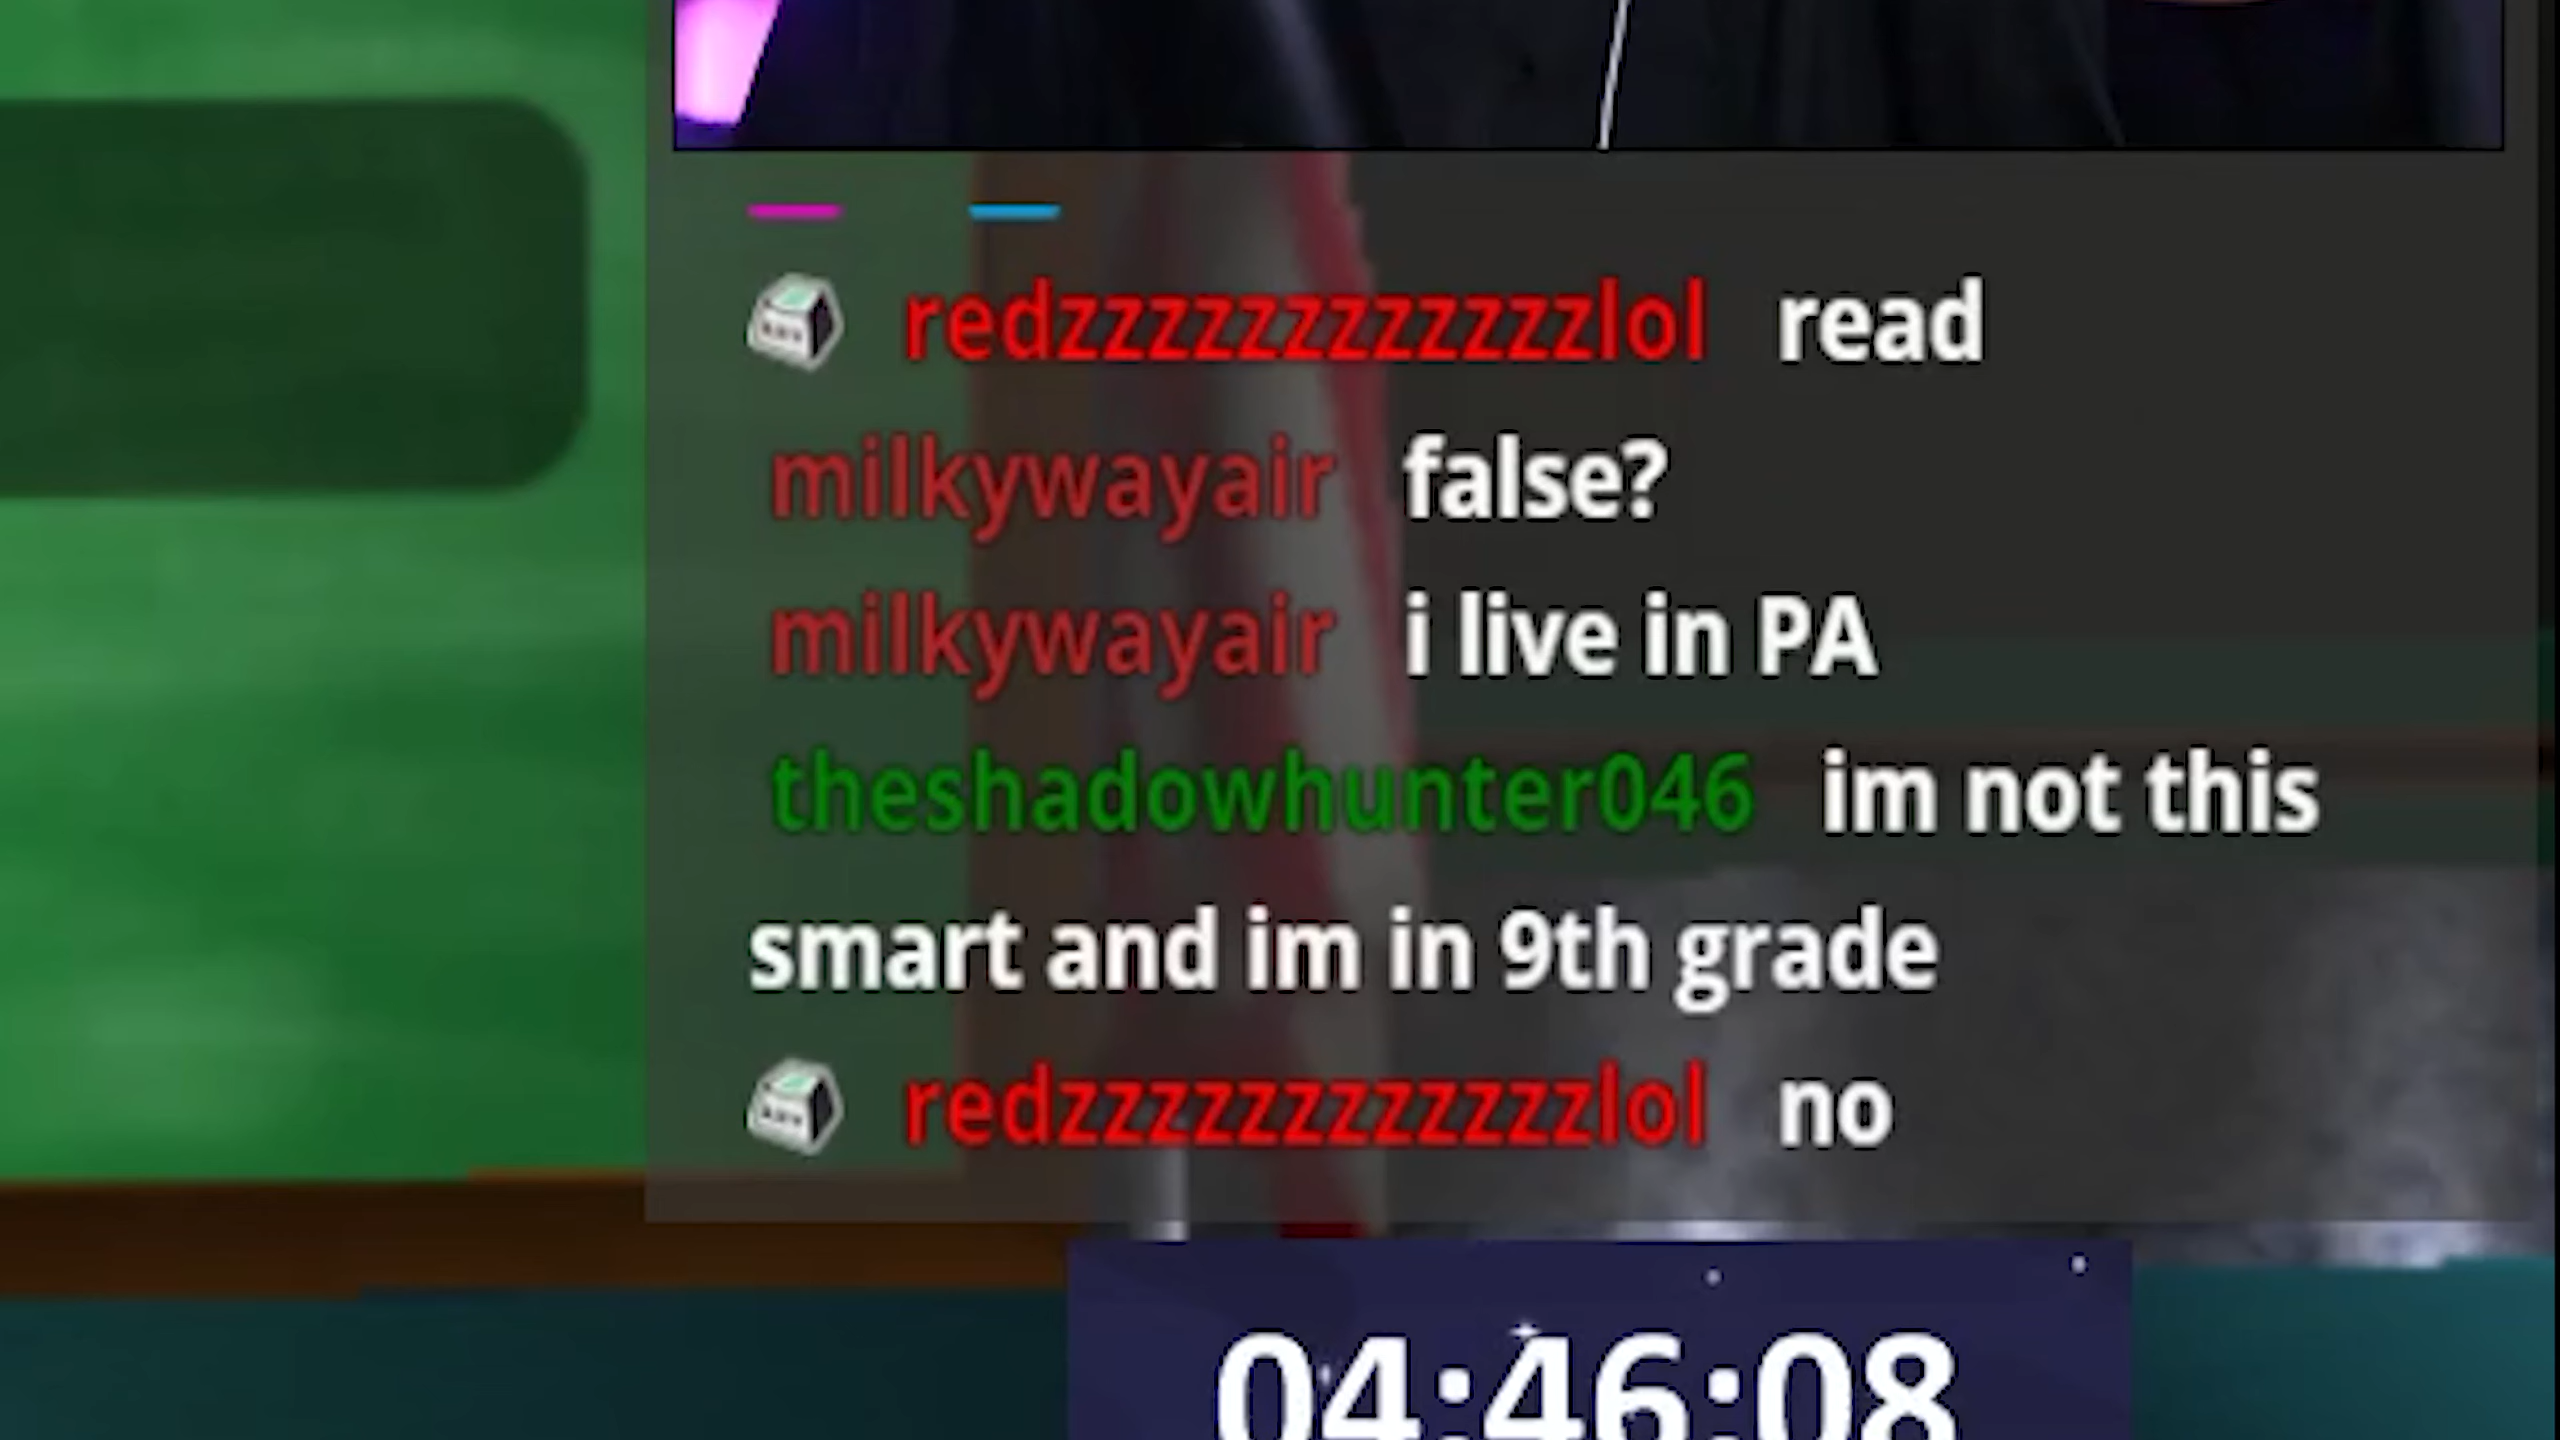 redzzzzzzzzzzzzlol read
milkywayair false?
milkywayair i live in PA
theshadowhunter046 im not this
smart and im in 9th grade
redzzzzzzzzzzzzlol no
04:46:08